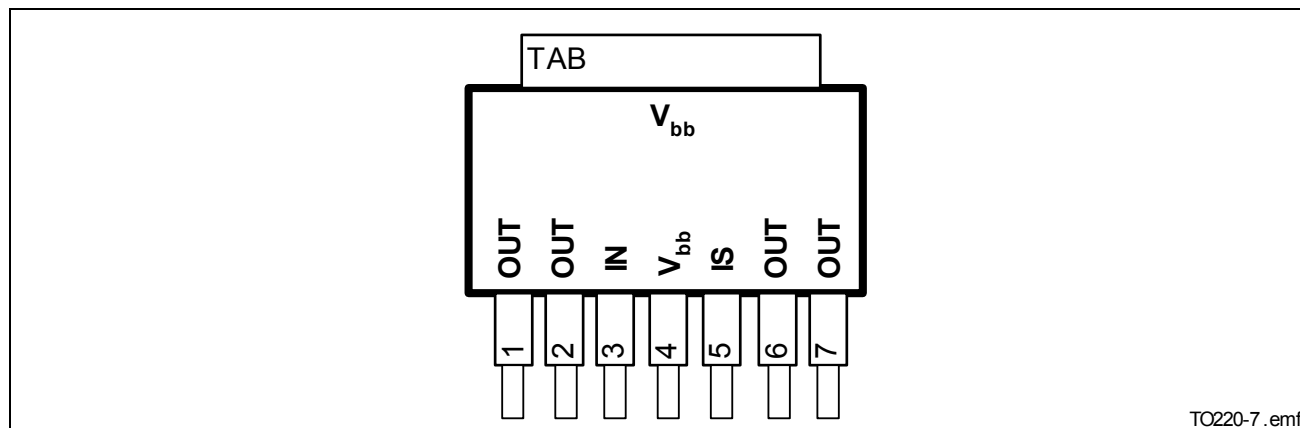 TAB
Vbb
OUT OUT IN Vbb IS OUT OUT
1 2 3 4 5 6 7
TO220-7.emf